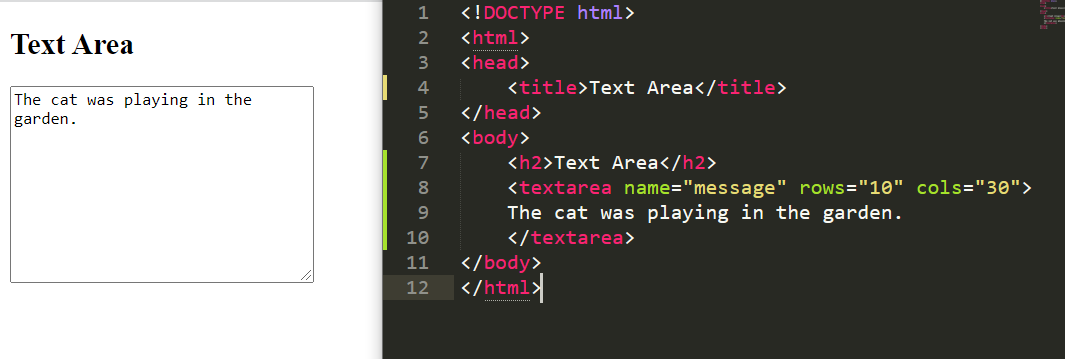 Text Area
The cat was playing in the
garden.
1 <!DOCTYPE html>
2 <html>
3 <head>
4     <title>Text Area</title>
5 </head>
6 <body>
7     <h2>Text Area</h2>
8     <textarea name="message" rows="10" cols="30">
9     The cat was playing in the garden.
10     </textarea>
11 </body>
12 </html>